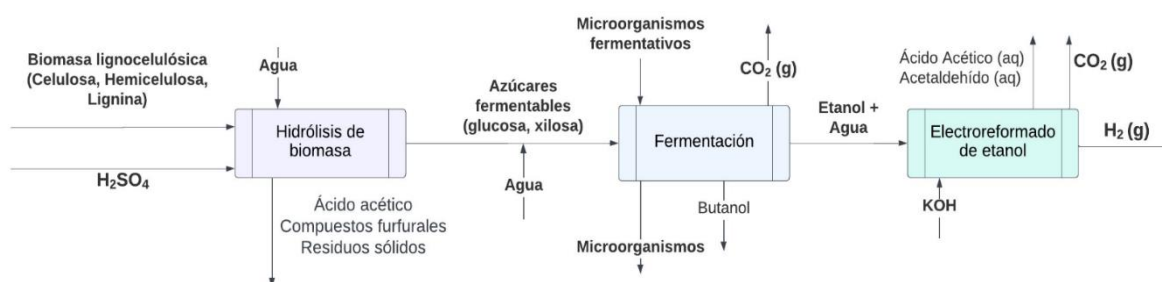 Biomasa lignocelulósica
(Celulosa, Hemicelulosa,
Lignina)
H₂SO₄
Agua
Hidrólisis de
biomasa
Ácido acético
Compuestos furfurales
Residuos sólidos
Azúcares
fermentables
(glucosa, xilosa)
Agua
Microorganismos
fermentativos
CO₂ (g)
Fermentación
Microorganismos
Butanol
Etanol +
Agua
Electroreformado
de etanol
KOH
Ácido Acético (aq)
Acetaldehído (aq)
CO₂ (g)
H₂ (g)